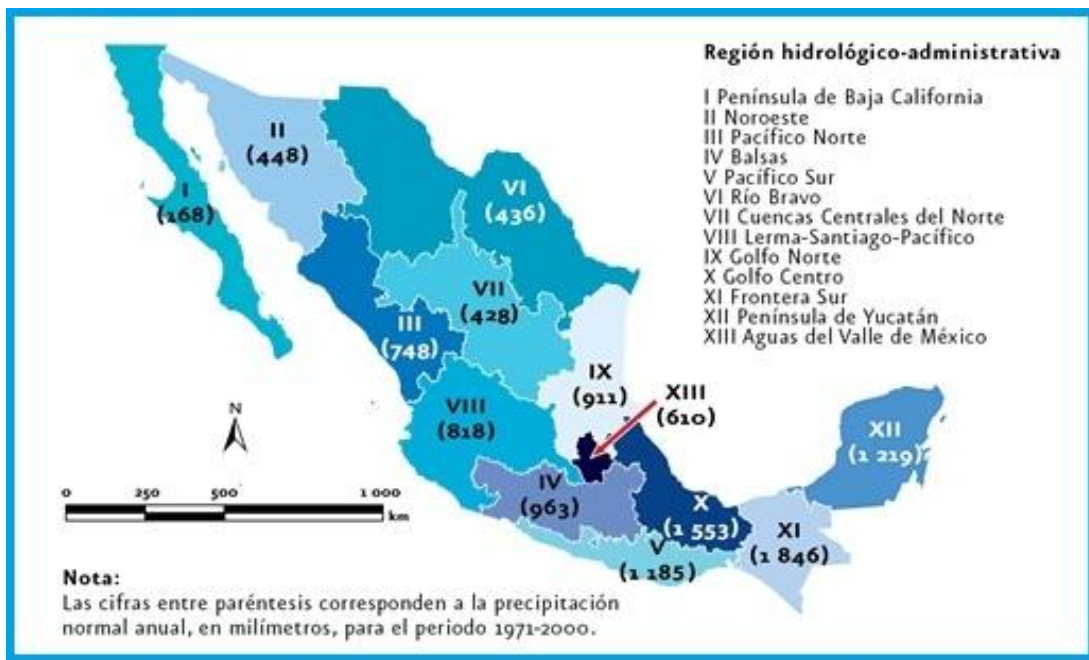 Región hidrológico-administrativa
I Península de Baja California
II Noroeste
III Pacífico Norte
IV Balsas
V Pacífico Sur
VI Río Bravo
VII Cuencas Centrales del Norte
VIII Lerma-Santiago-Pacífico
IX Golfo Norte
X Golfo Centro
XI Frontera Sur
XII Península de Yucatán
XIII Aguas del Valle de México
II
(448)
I
(168)
VI
(436)
VII
(428)
III
(748)
IX
(911)
XIII
(610)
VIII
(818)
XII
(1 219)
IV
(963)
X
(1 553)
XI
(1 846)
V
(1 185)
N
0 250 500 1 000
km
Nota:
Las cifras entre paréntesis corresponden a la precipitación
normal anual, en milímetros, para el periodo 1971-2000.